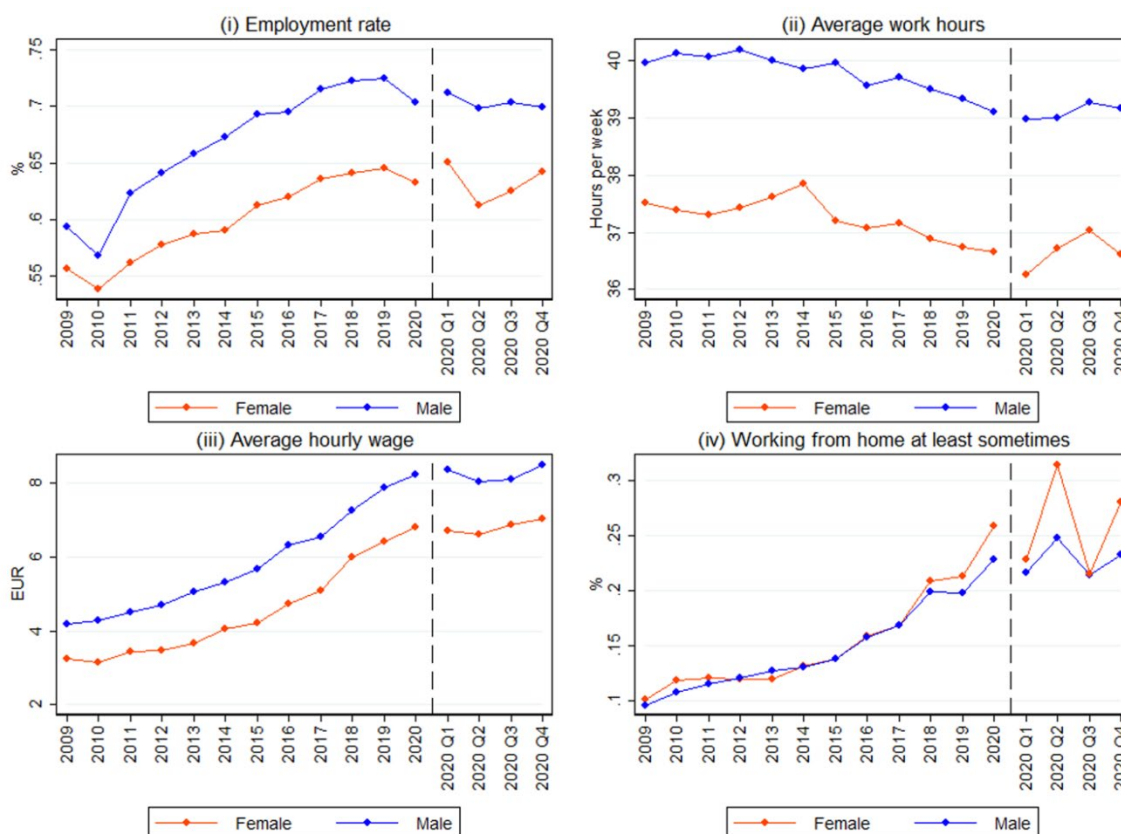 (i) Employment rate
%
.75
.7
.65
.6
.55
2009 2010 2011 2012 2013 2014 2015 2016 2017 2018 2019 2020 2020 Q1 2020 Q2 2020 Q3 2020 Q4
Female Male
(ii) Average work hours
Hours per week
40
39
38
37
36
2009 2010 2011 2012 2013 2014 2015 2016 2017 2018 2019 2020 2020 Q1 2020 Q2 2020 Q3 2020 Q4
Female Male
(iii) Average hourly wage
EUR
8
6
4
2
2009 2010 2011 2012 2013 2014 2015 2016 2017 2018 2019 2020 2020 Q1 2020 Q2 2020 Q3 2020 Q4
Female Male
(iv) Working from home at least sometimes
%
.3
.25
.2
.15
.1
2009 2010 2011 2012 2013 2014 2015 2016 2017 2018 2019 2020 2020 Q1 2020 Q2 2020 Q3 2020 Q4
Female Male